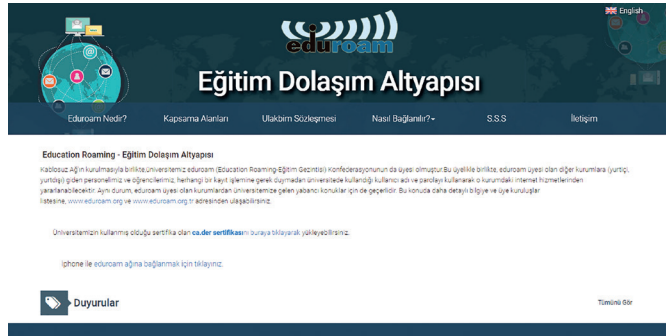 English
eduroam
Eğitim Dolaşım Altyapısı
Eduroam Nedir? Kapsama Alanları Ulakbim Sözleşmesi Nasıl Bağlanılır? S.S.S İletişim
Education Roaming - Eğitim Dolaşım Altyapısı
Kablosuz Ağ'ın kurulmasıyla birlikte,üniversitemiz eduroam (Education Roaming-Eğitim Gezintisi) Konfederasyonunun da üyesi olmuştur.Bu üyelikle birlikte, eduroam üyesi olan diğer kurumlara (yurtiçi,
yurtdışı) giden personelimiz ve öğrencilerimiz, herhangi bir kayıt işlemine gerek duymadan üniversitede kullandığı kullanıcı adı ve parolayı kullanarak o kurumdaki internet hizmetlerinden
yararlanabilecektir. Aynı durum, eduroam üyesi olan kurumlardan üniversitemize gelen yabancı konuklar için de geçerlidir. Bu konuda daha detaylı bilgiye ve üye kuruluşlar
listesine, www.eduroam.org ve www.eduroam.org.tr adresinden ulaşabilirsiniz.
Üniversitemizin kullanmış olduğu sertifika olan ca.der sertifikasını buraya tıklayarak yükleyebilirsiniz.
Iphone ile eduroam ağına bağlanmak için tıklayınız.
Duyurular
Tümünü Gör